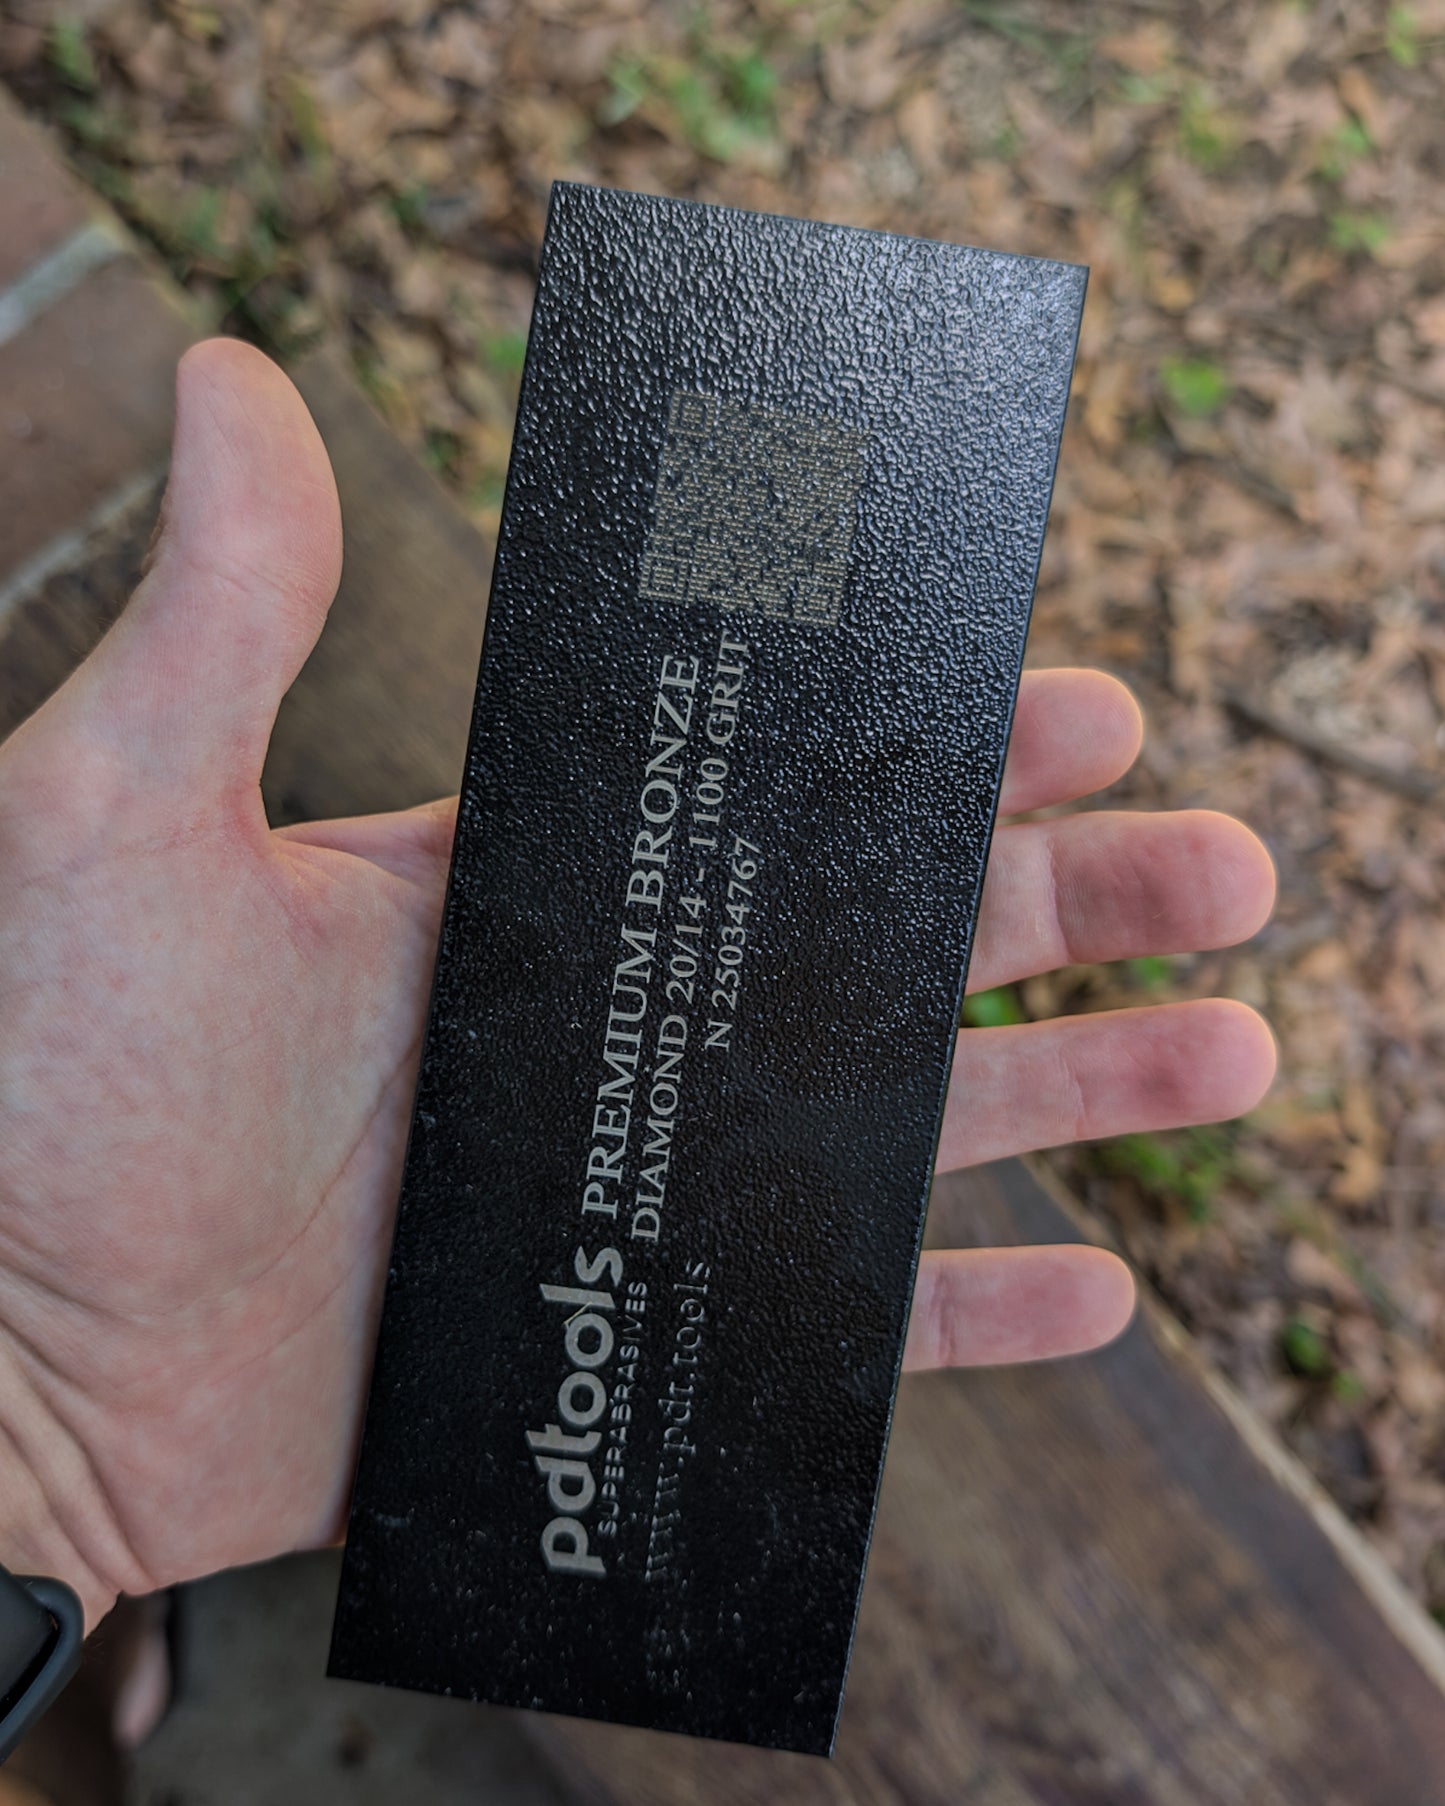 pdtools
SUPERABRASIVES
www.pdt.tools
PREMIUM BRONZE
DIAMOND 20/14 - 1100 GRIT
N 25034767